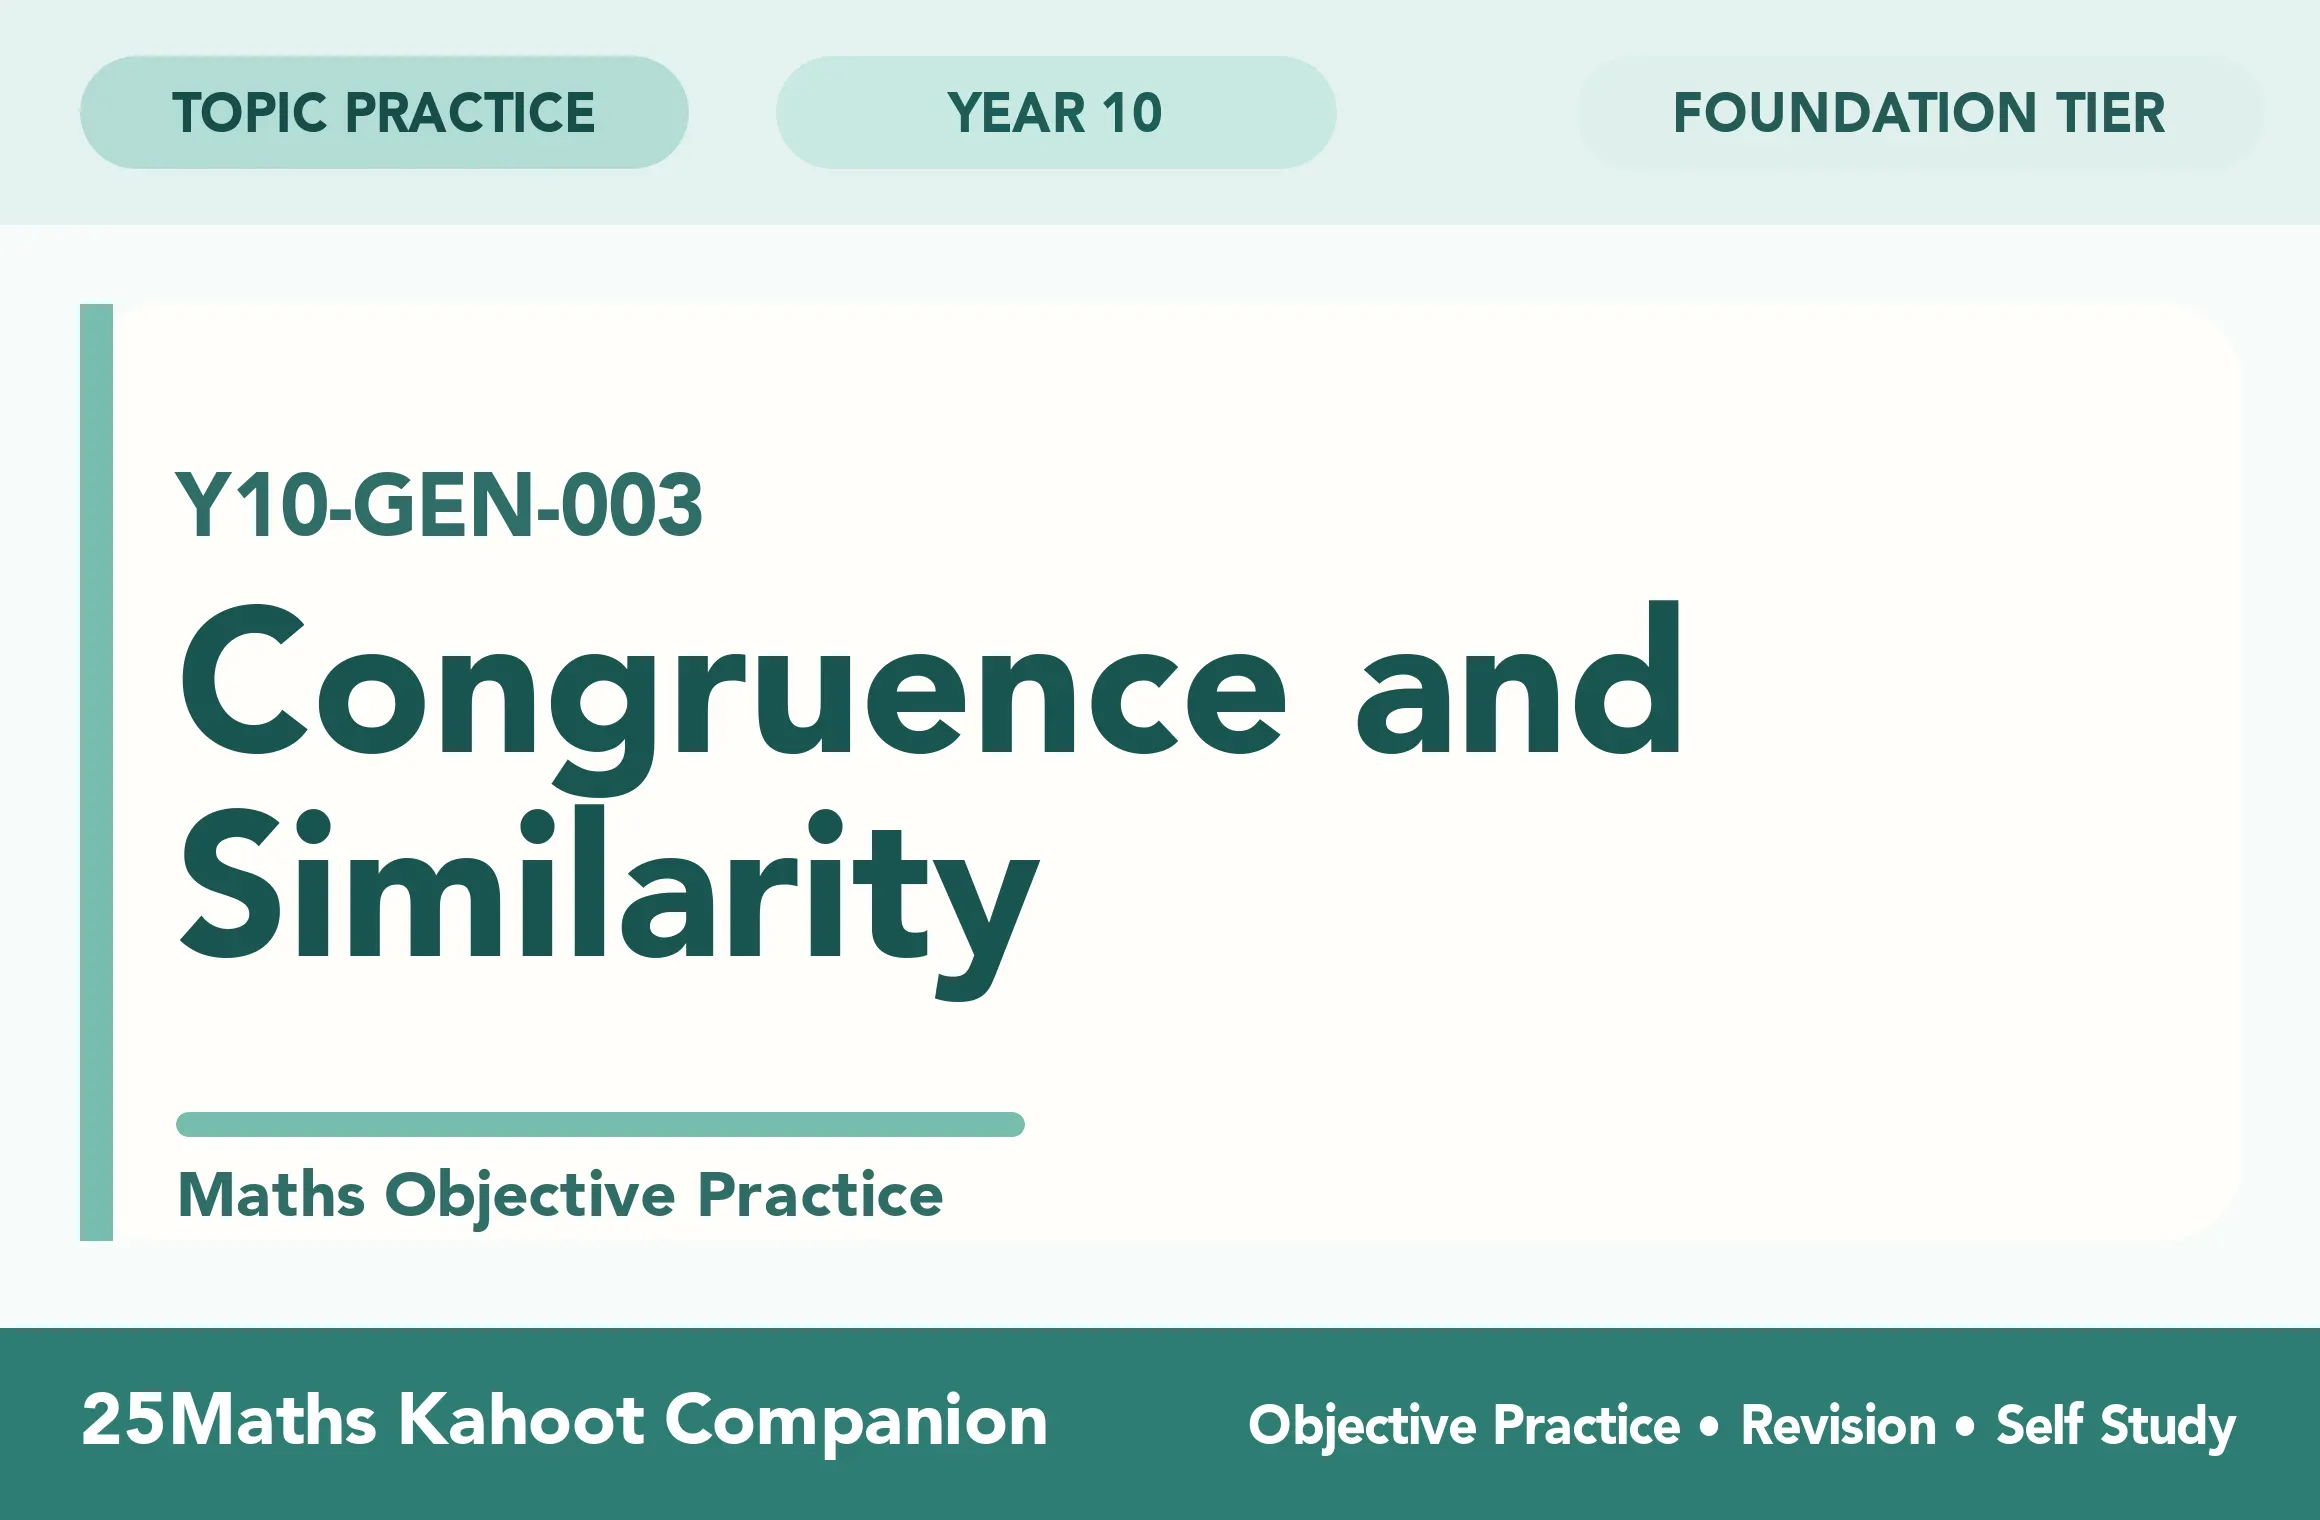 TOPIC PRACTICE
YEAR 10
FOUNDATION TIER
Y10-GEN-003
Congruence and
Similarity
Maths Objective Practice
25Maths Kahoot Companion
Objective Practice • Revision • Self Study